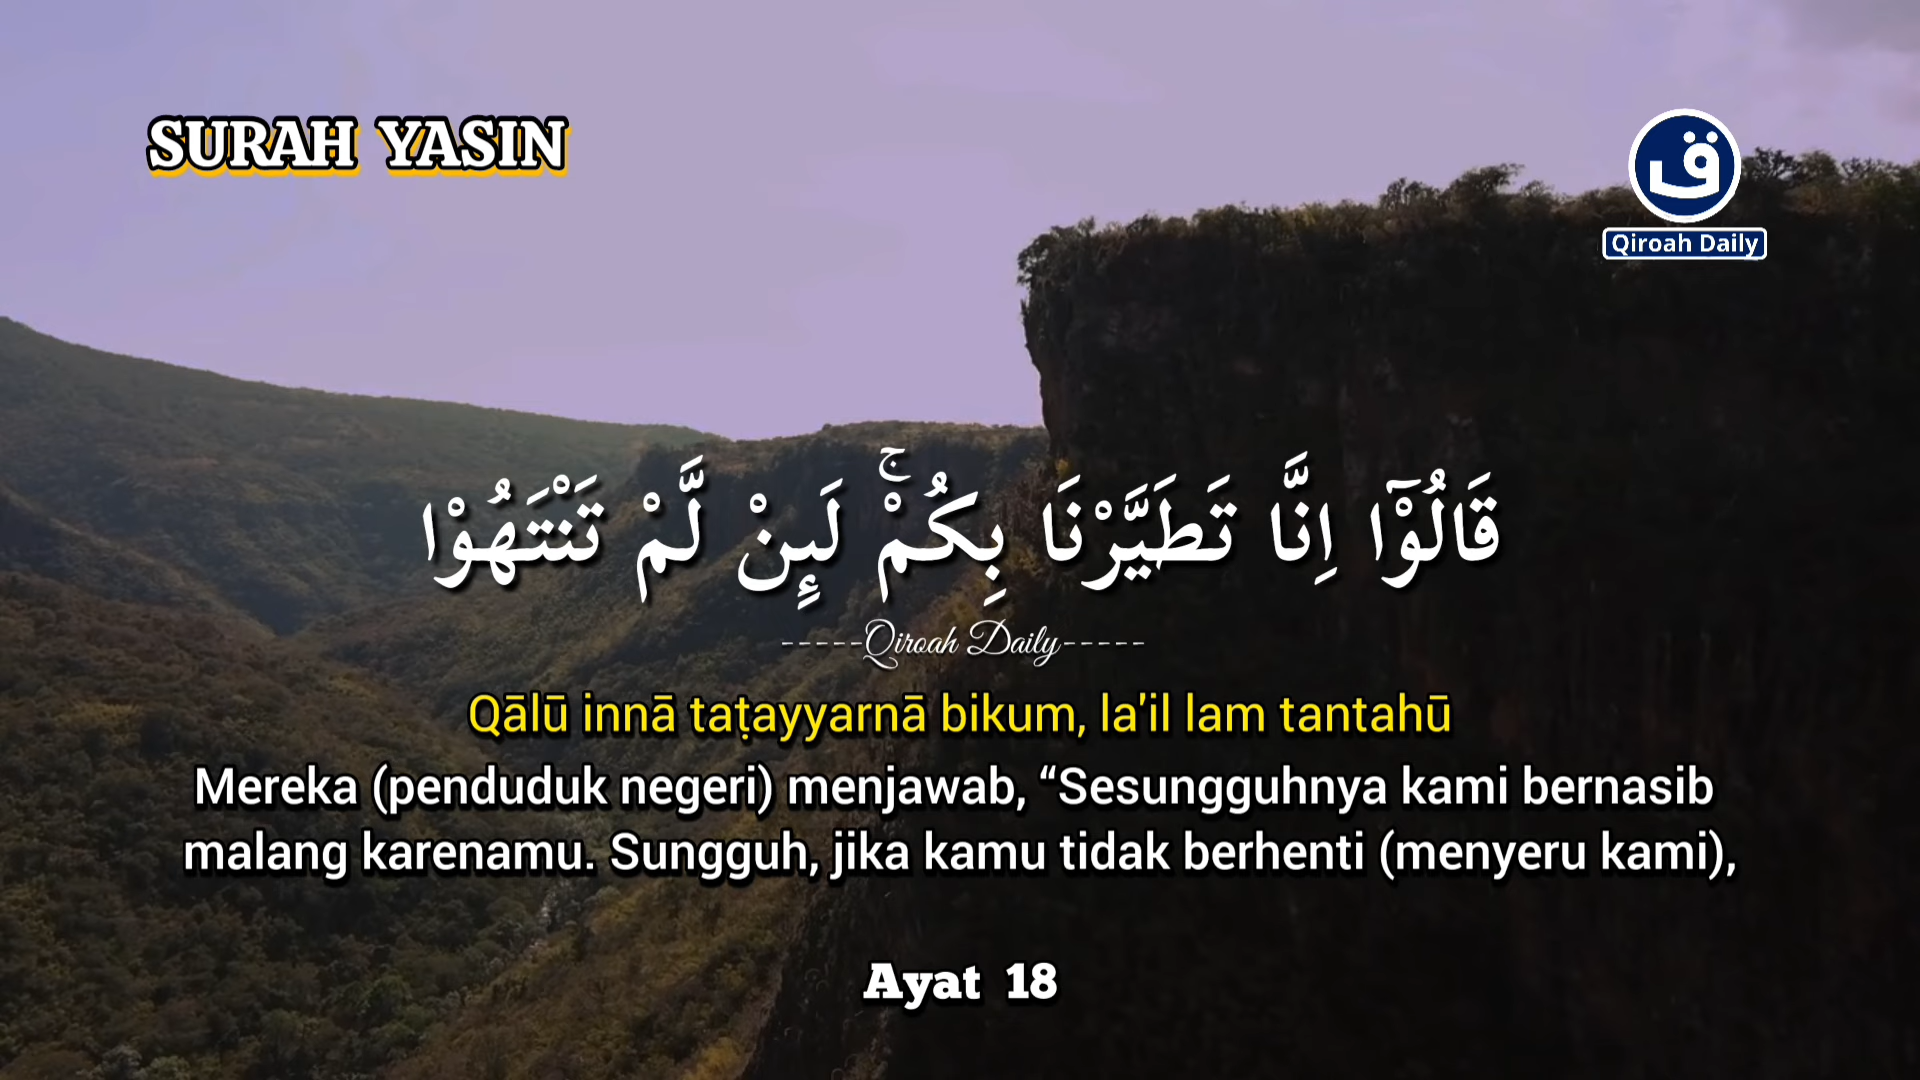 SURAH YASIN
ق
Qiroah Daily
قَالُوْٓا اِنَّا تَطَيَّرْنَا بِكُمْۚ لَىِٕنْ لَّمْ تَنْتَهُوْا
-----Qiroah Daily-----
Qālū innā taṭayyarnā bikum, la'il lam tantahū
Mereka (penduduk negeri) menjawab, “Sesungguhnya kami bernasib
malang karenamu. Sungguh, jika kamu tidak berhenti (menyeru kami),
Ayat 18